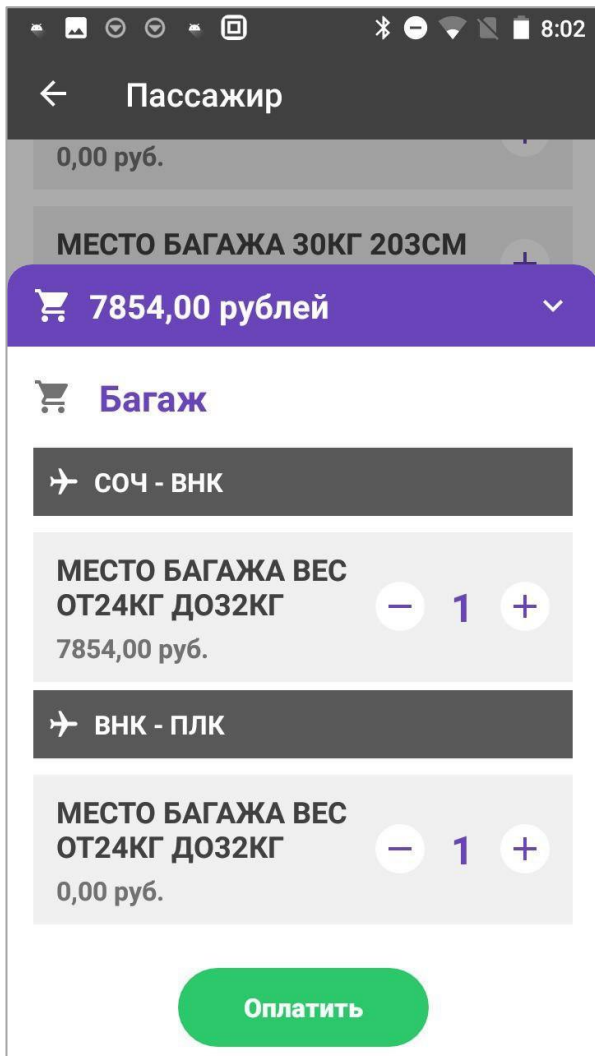 8:02
Пассажир
0,00 руб.
МЕСТО БАГАЖА 30КГ 203СМ
7854,00 рублей
Багаж
СОЧ - ВНК
МЕСТО БАГАЖА ВЕС
ОТ24КГ ДО32КГ
1
7854,00 руб.
ВНК - ПЛК
МЕСТО БАГАЖА ВЕС
ОТ24КГ ДО32КГ
1
0,00 руб.
Оплатить